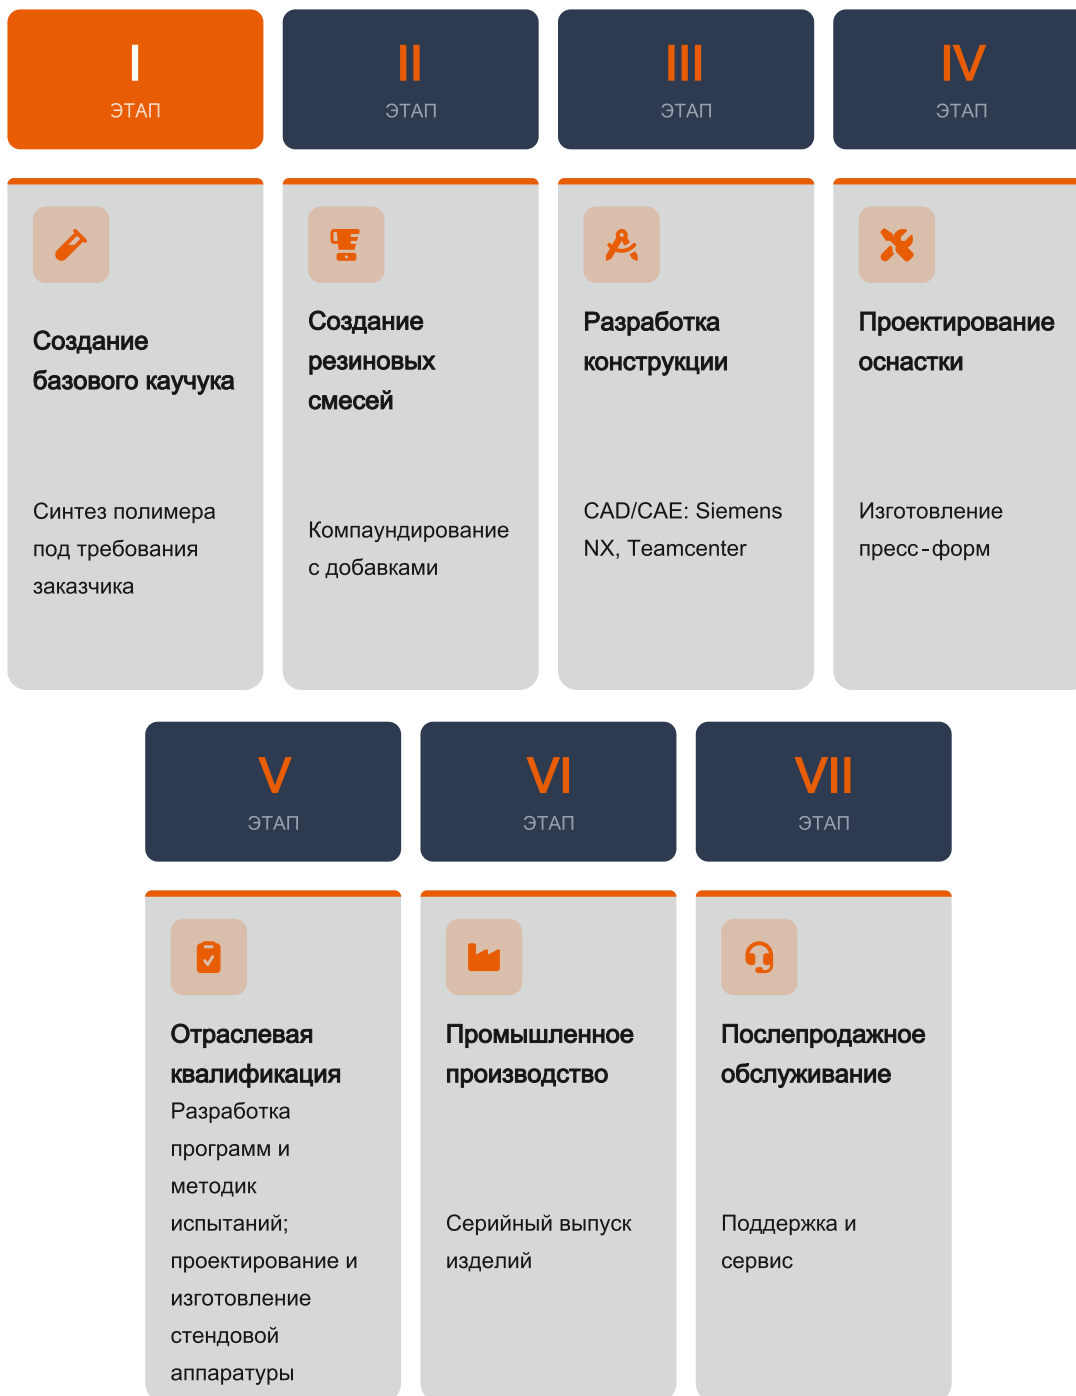 I
ЭТАП
II
ЭТАП
III
ЭТАП
IV
ЭТАП
Создание
базового каучука
Синтез полимера
под требования
заказчика
Создание
резиновых
смесей
Компаундирование
с добавками
Разработка
конструкции
CAD/CAE: Siemens
NX, Teamcenter
Проектирование
оснастки
Изготовление
пресс-форм
V
ЭТАП
VI
ЭТАП
VII
ЭТАП
Отраслевая
квалификация
Разработка
программ и
методик
испытаний;
проектирование и
изготовление
стендовой
аппаратуры
Промышленное
производство
Серийный выпуск
изделий
Послепродажное
обслуживание
Поддержка и
сервис